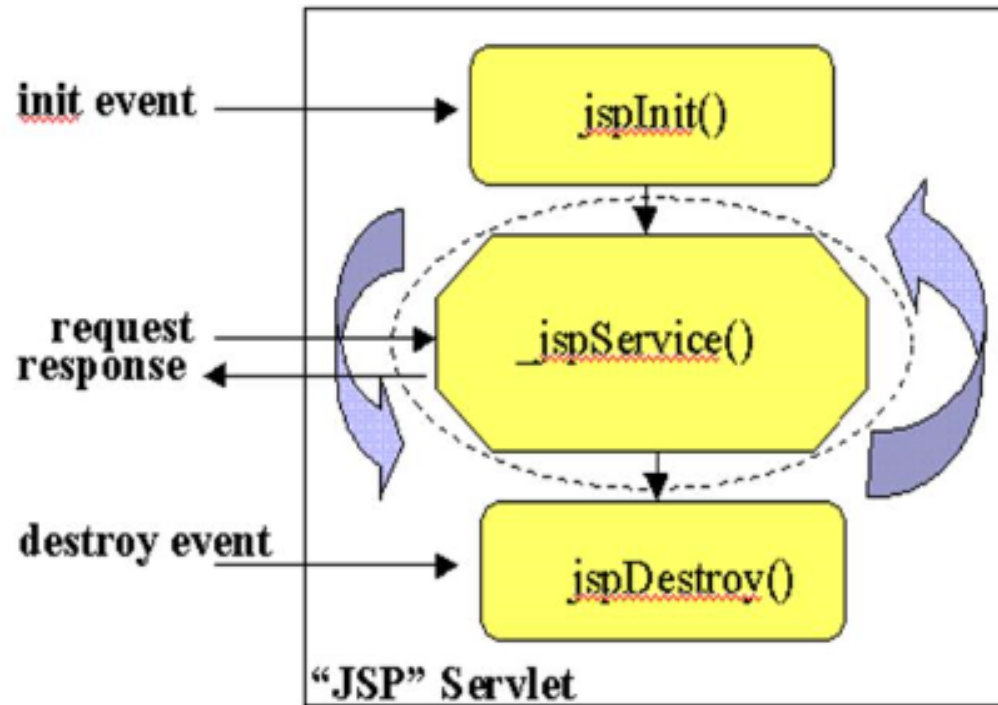 init event
jspInit()
request
_jspService()
response
destroy event
jspDestroy()
“JSP” Servlet